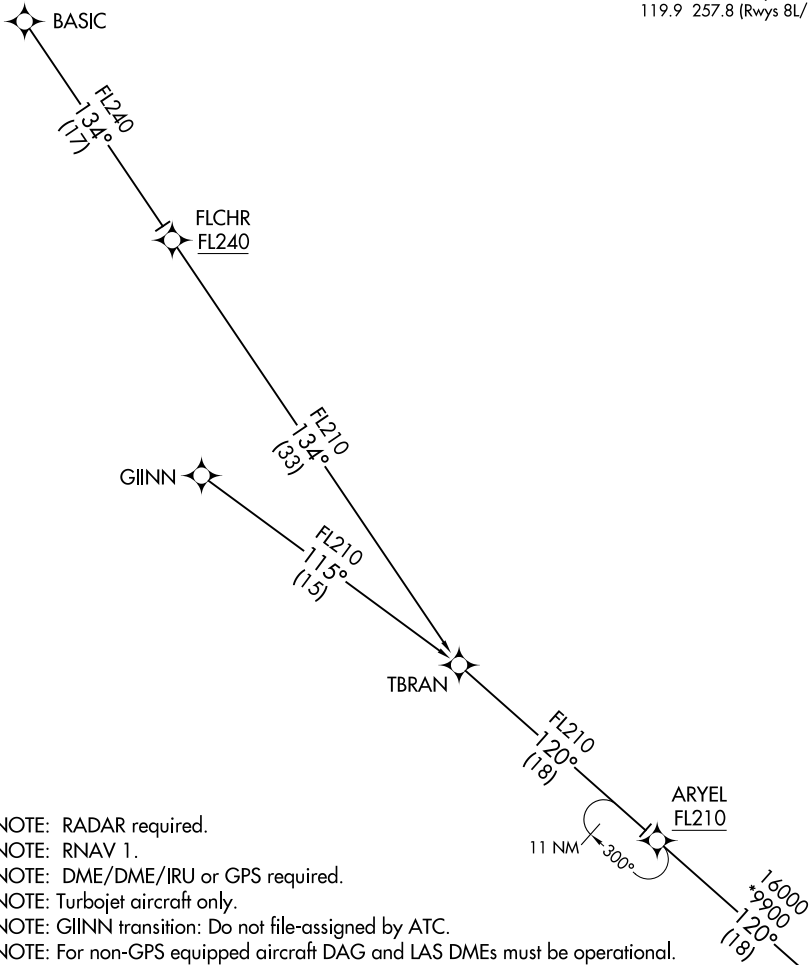 119.9 257.8 (Rwys 8L/
BASIC
FL240
134°
(17)
FLCHR
FL240
FL210
134°
(33)
GIINN
FL210
115°
(15)
TBRAN
FL210
120°
(18)
ARYEL
FL210
11 NM
300°
16000
*9900
120°
(18)
NOTE: RADAR required.
NOTE: RNAV 1.
NOTE: DME/DME/IRU or GPS required.
NOTE: Turbojet aircraft only.
NOTE: GIINN transition: Do not file-assigned by ATC.
NOTE: For non-GPS equipped aircraft DAG and LAS DMEs must be operational.